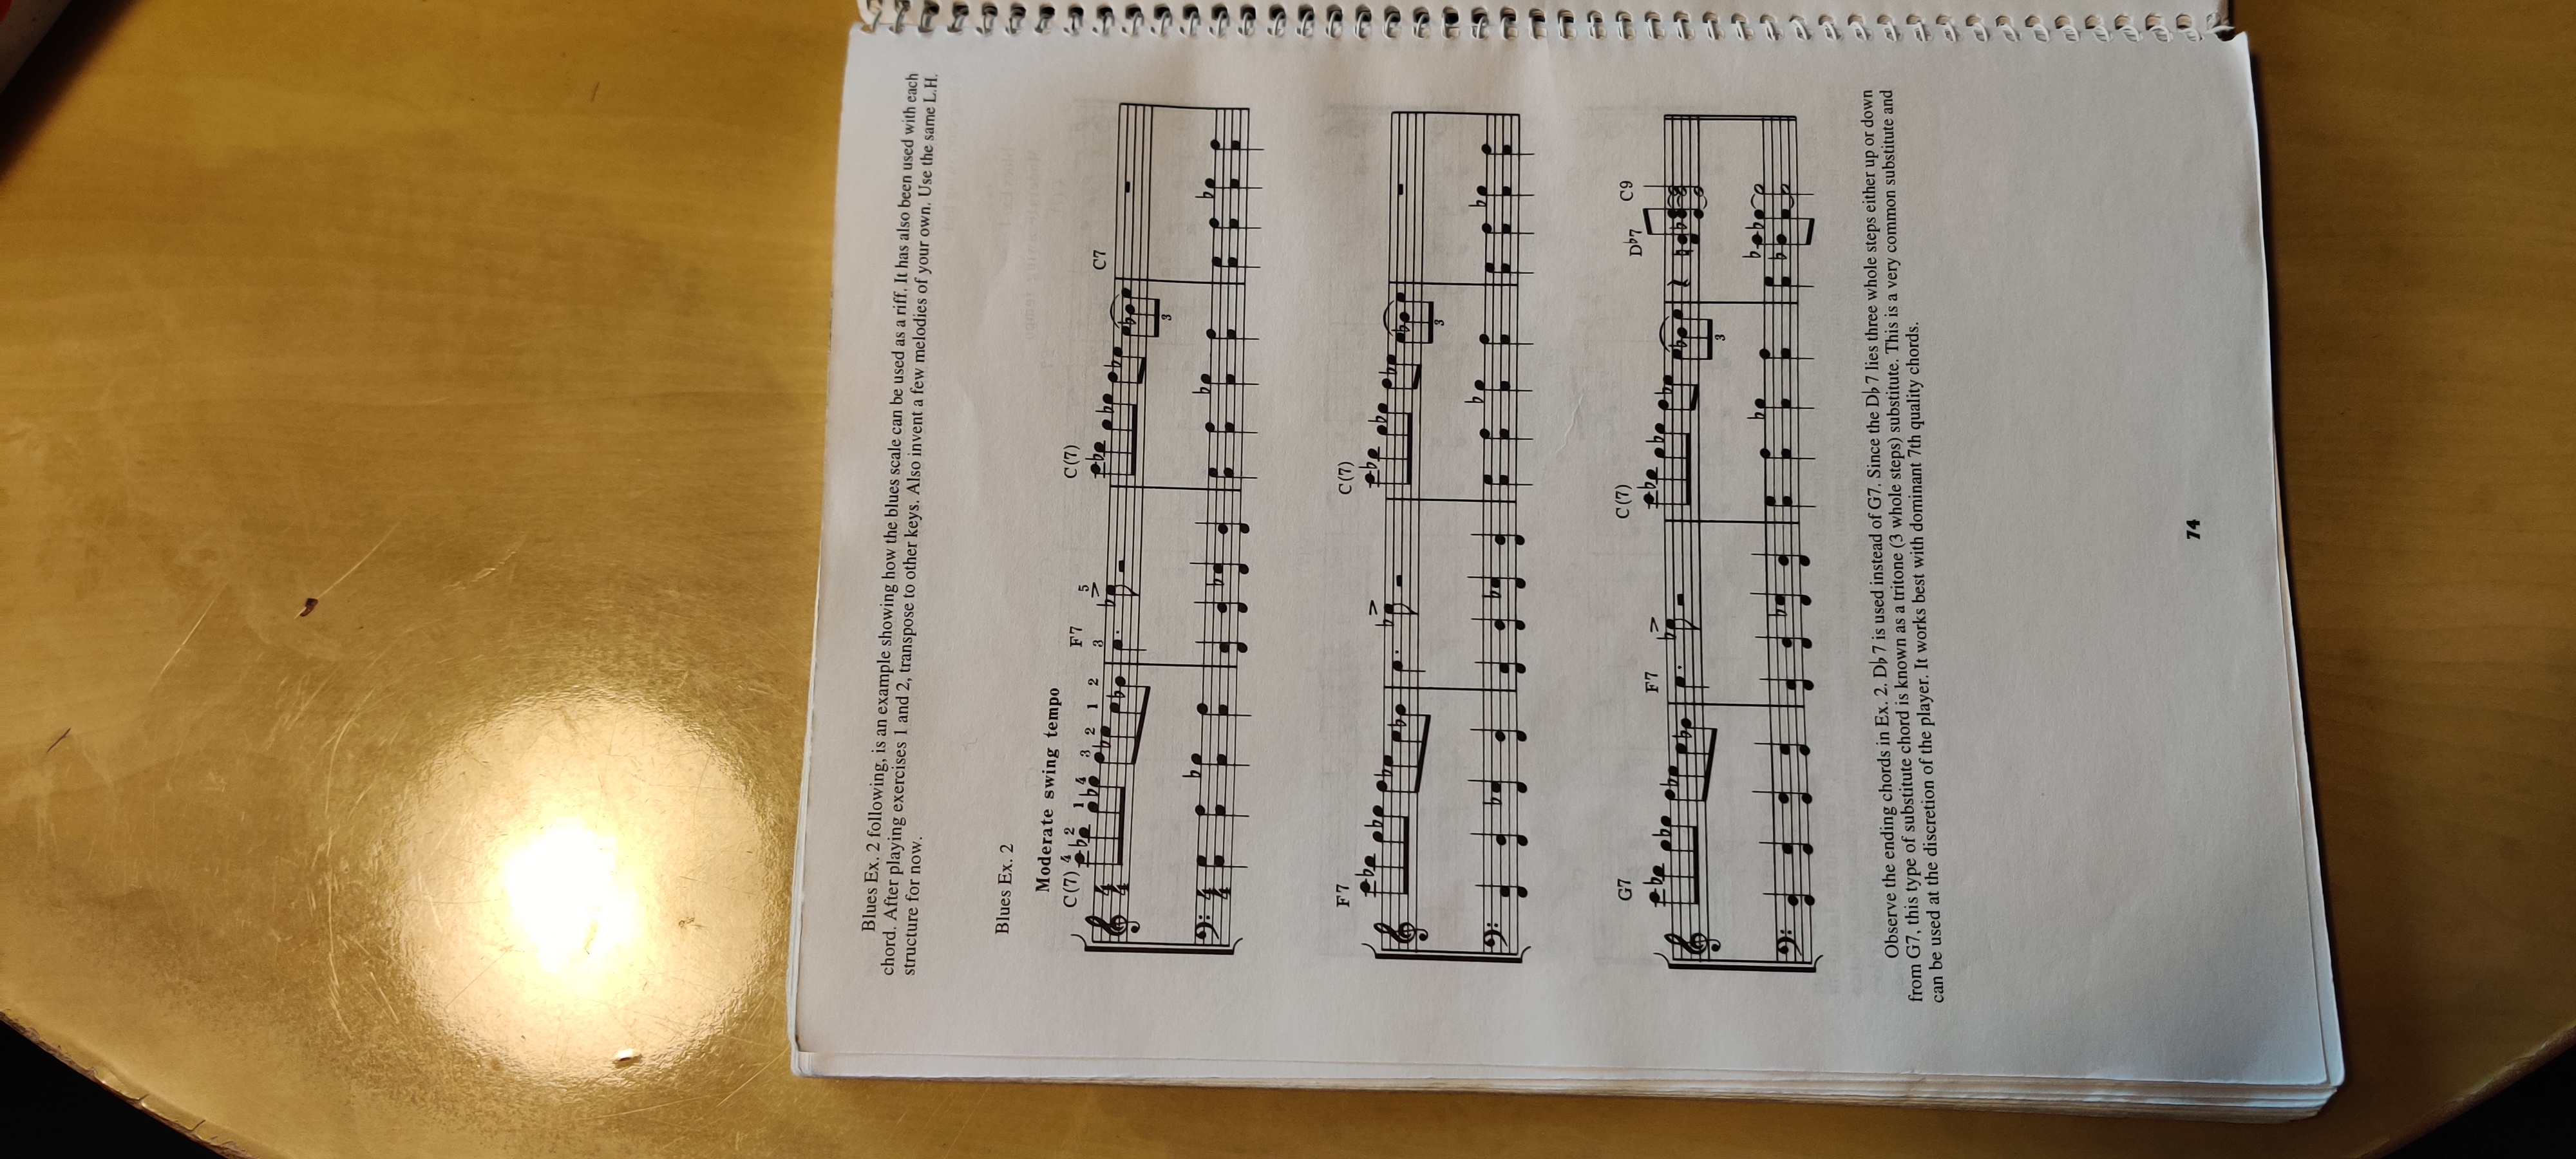 Blues Ex. 2 following, is an example showing how the blues scale can be used as a riff. It has also been used with each
chord. After playing exercises 1 and 2, transpose to other keys. Also invent a few melodies of your own. Use the same L.H.
structure for now.
Blues Ex. 2
Moderate swing tempo
C(7) F7 C(7) C7
4 2 1 4 3 2 1 2 3 5
4 4
4 4
3
F7 C(7)
3
G7 F7 C(7) D♭7 C9
3
Observe the ending chords in Ex. 2. D♭7 is used instead of G7. Since the D♭7 lies three whole steps either up or down
from G7, this type of substitute chord is known as a tritone (3 whole steps) substitute. This is a very common substitute and
can be used at the discretion of the player. It works best with dominant 7th quality chords.
74